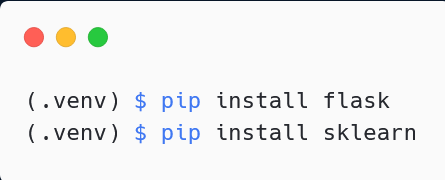 (.venv) $ pip install flask
(.venv) $ pip install sklearn